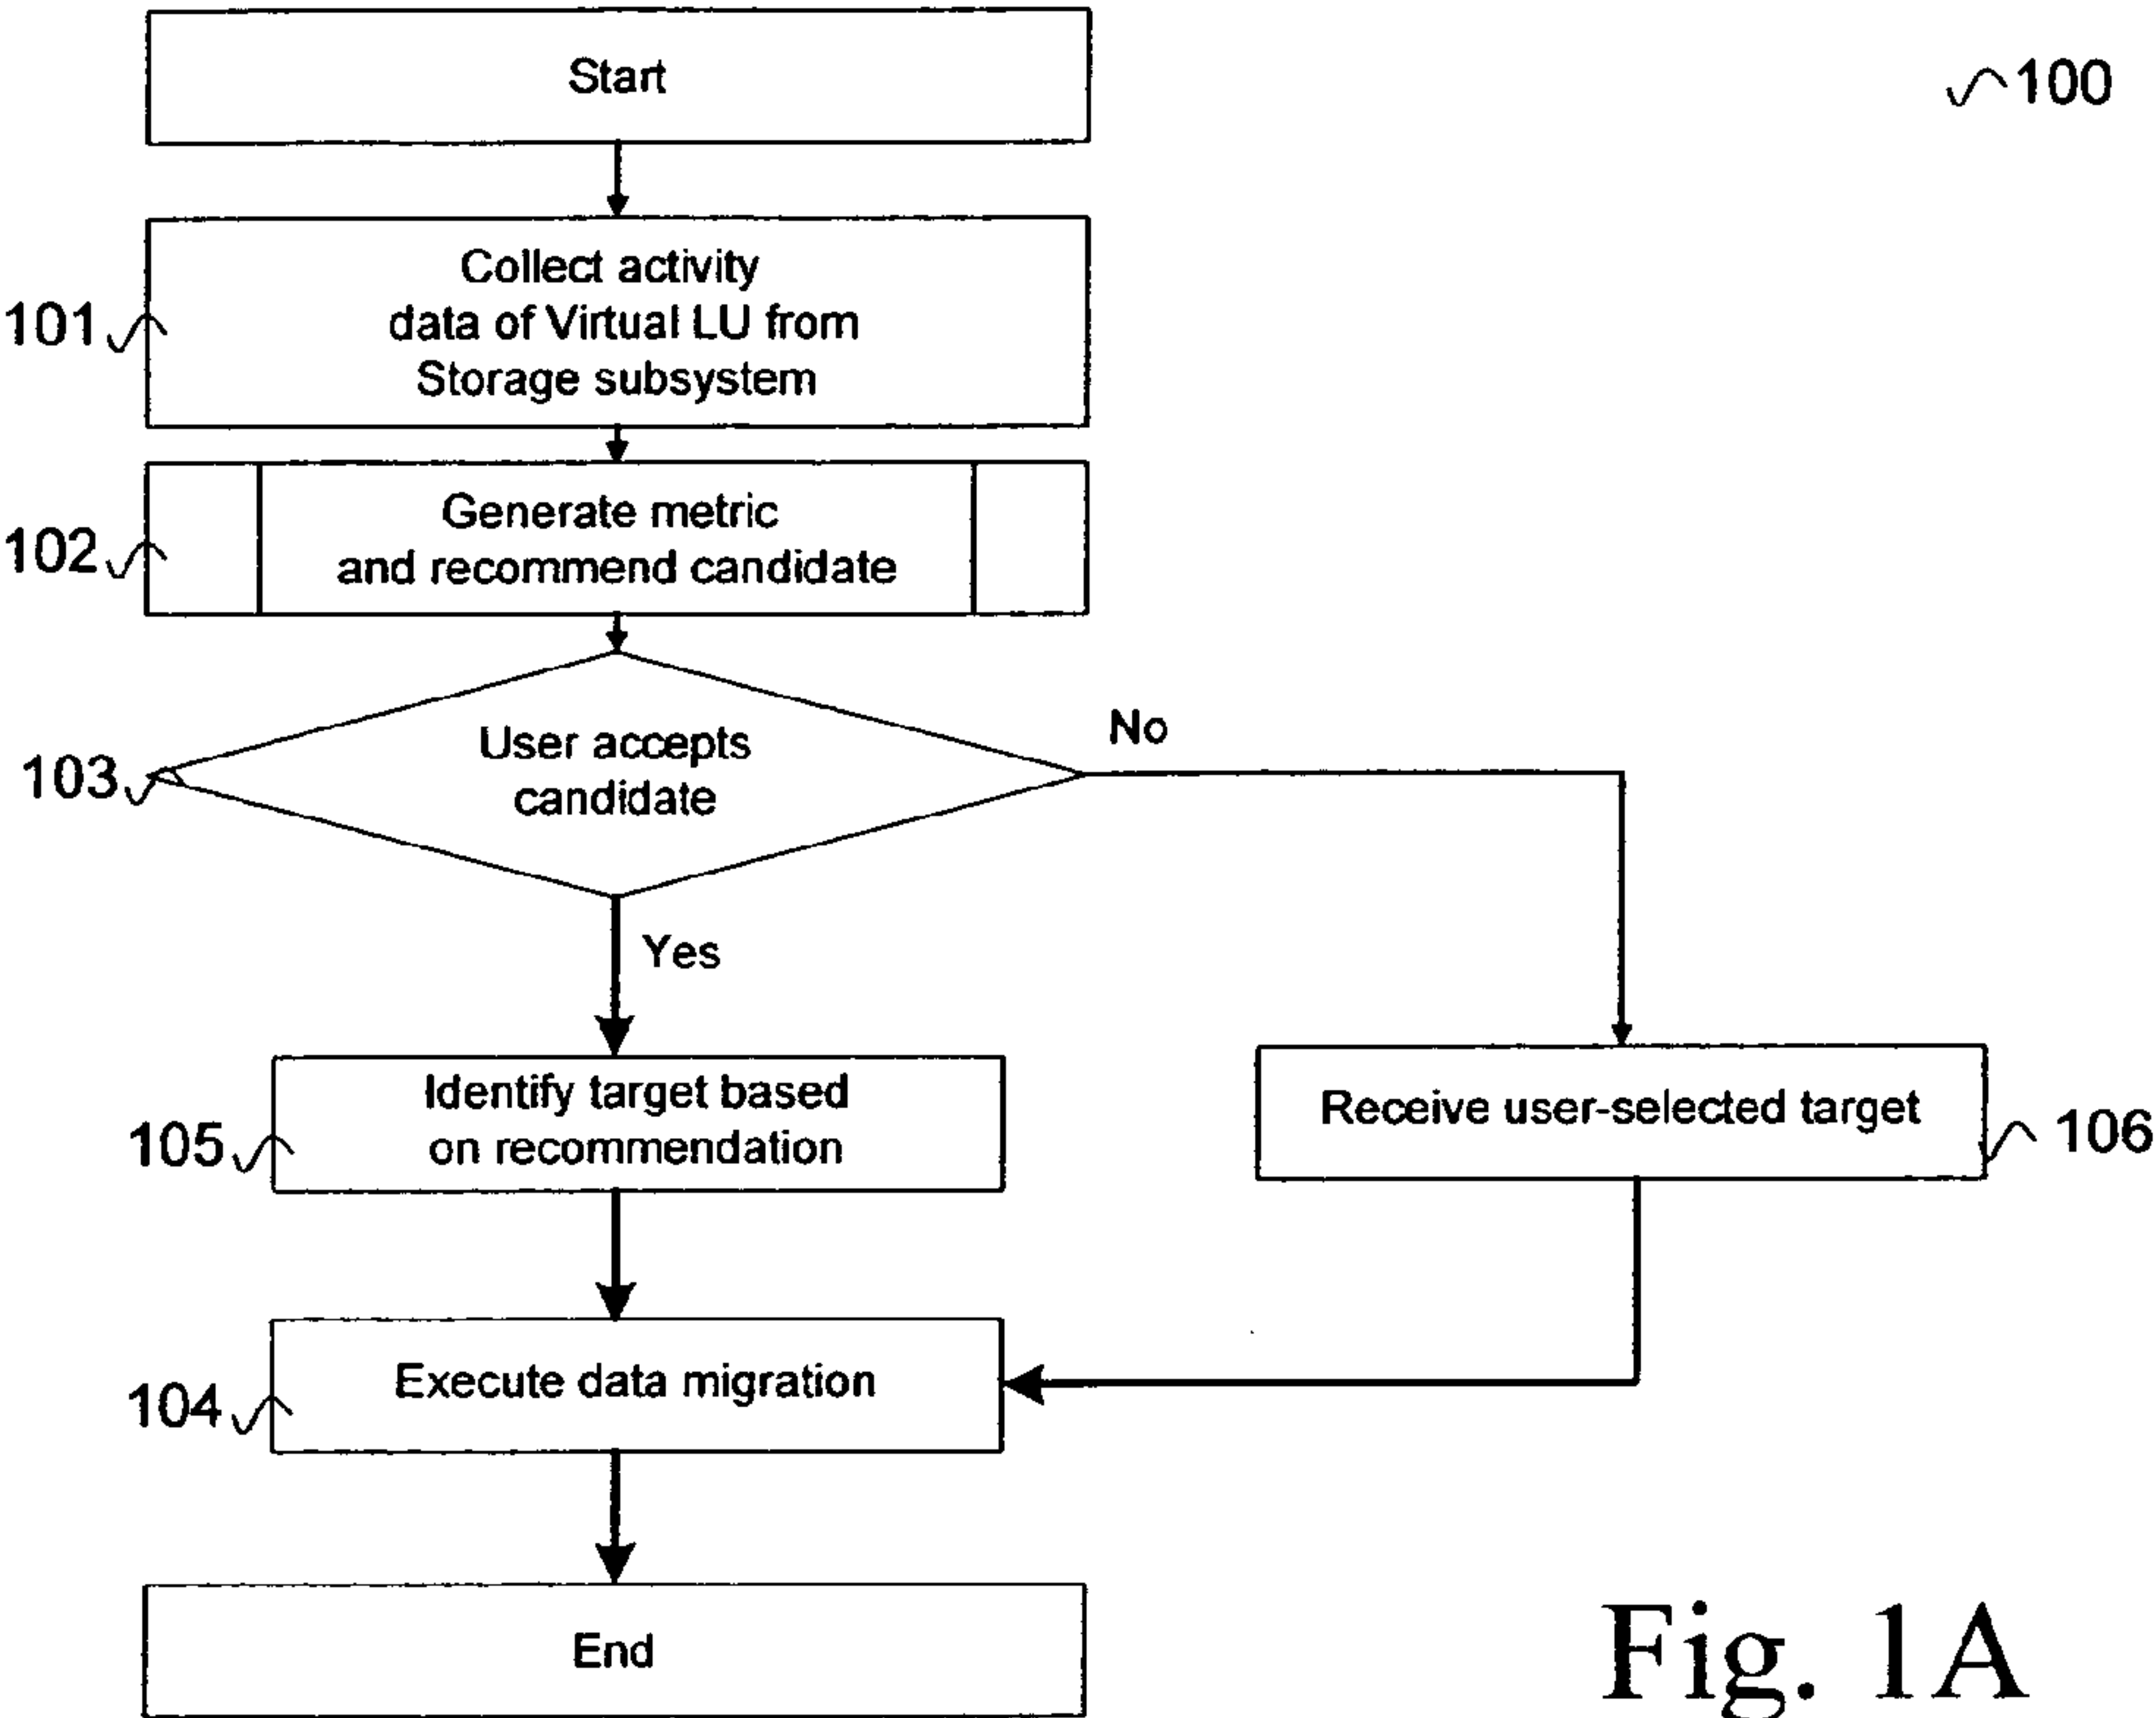 Start
100
Collect activity
data of Virtual LU from
Storage subsystem
101
Generate metric
and recommend candidate
102
User accepts
candidate
103
No
Yes
Identify target based
on recommendation
105
Receive user-selected target
106
Execute data migration
104
End
Fig. 1A